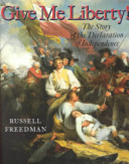 Give Me Liberty!
The Story
of the Declaration
of Independence
RUSSELL
FREEDMAN